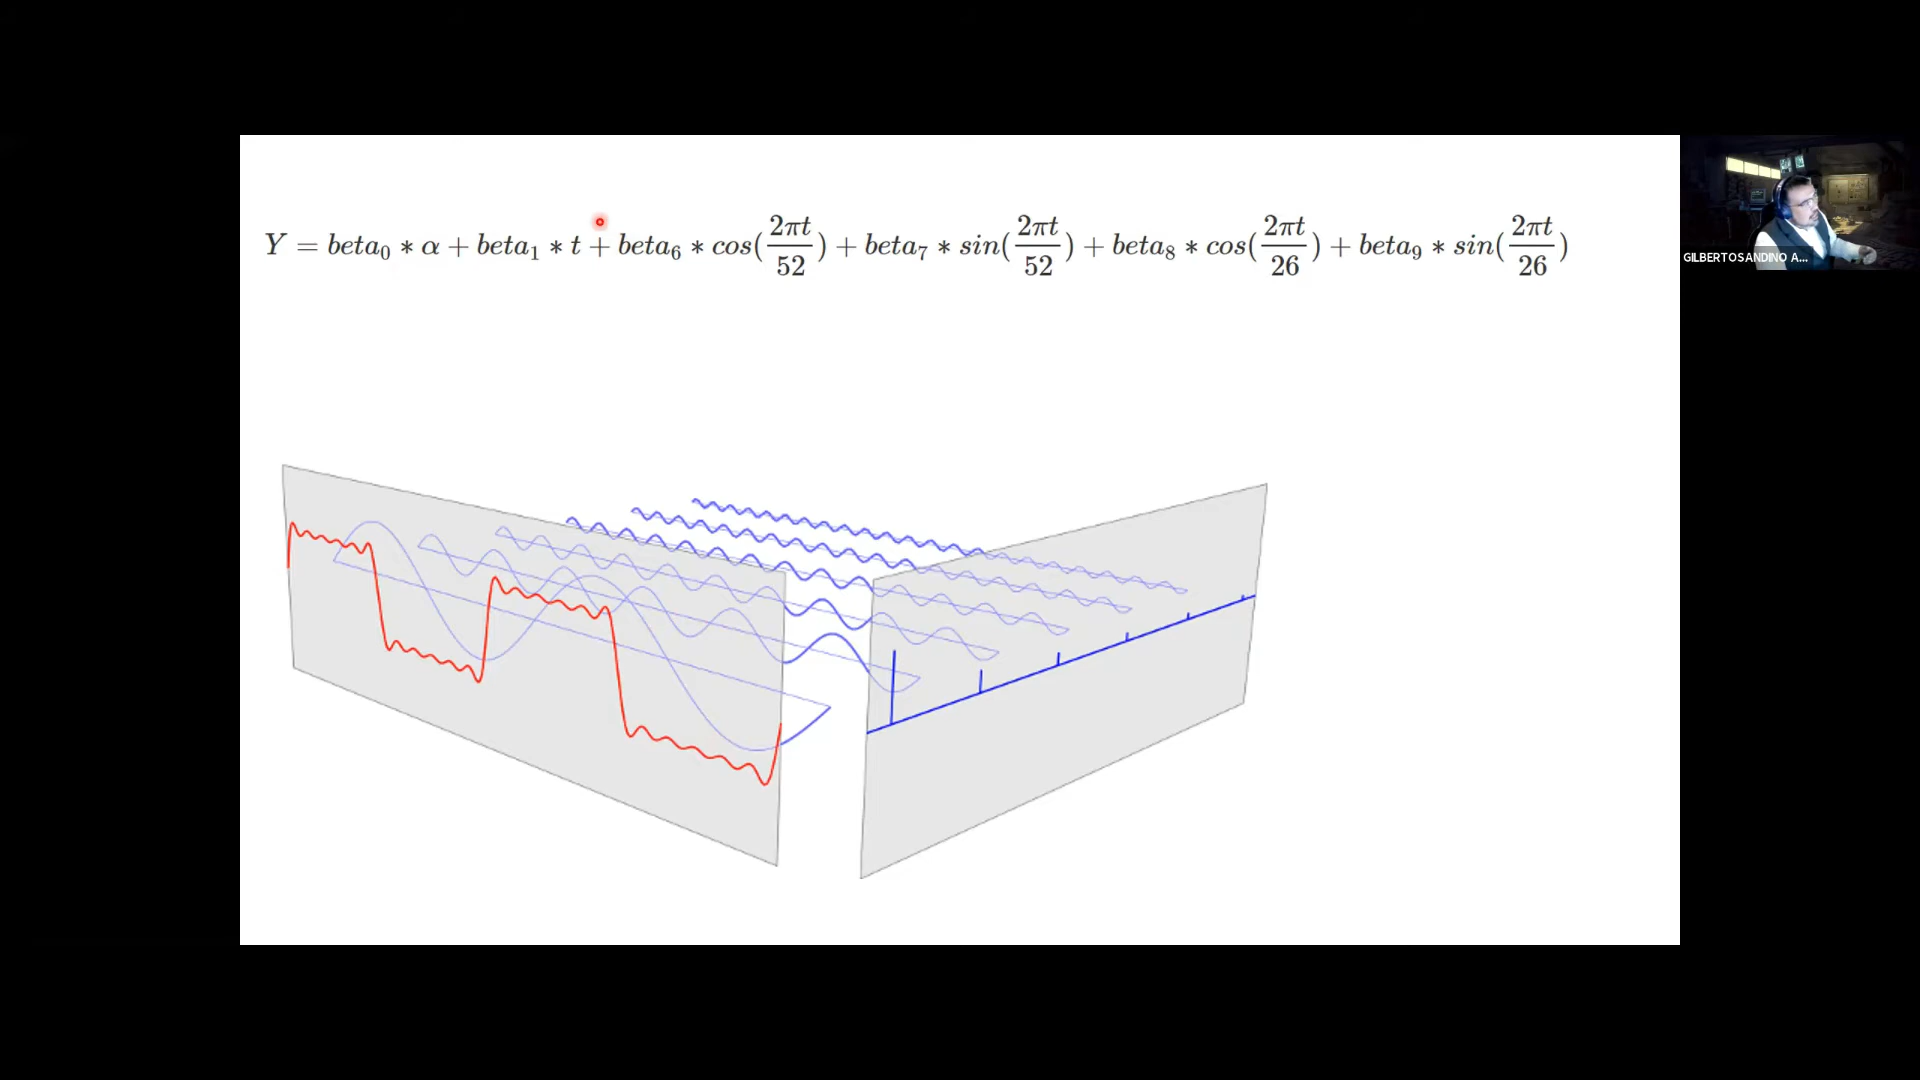 Y = beta₀ * α + beta₁ * t + beta₆ * cos(2πt/52) + beta₇ * sin(2πt/52) + beta₈ * cos(2πt/26) + beta₉ * sin(2πt/26)
GILBERTOSANDINO A...